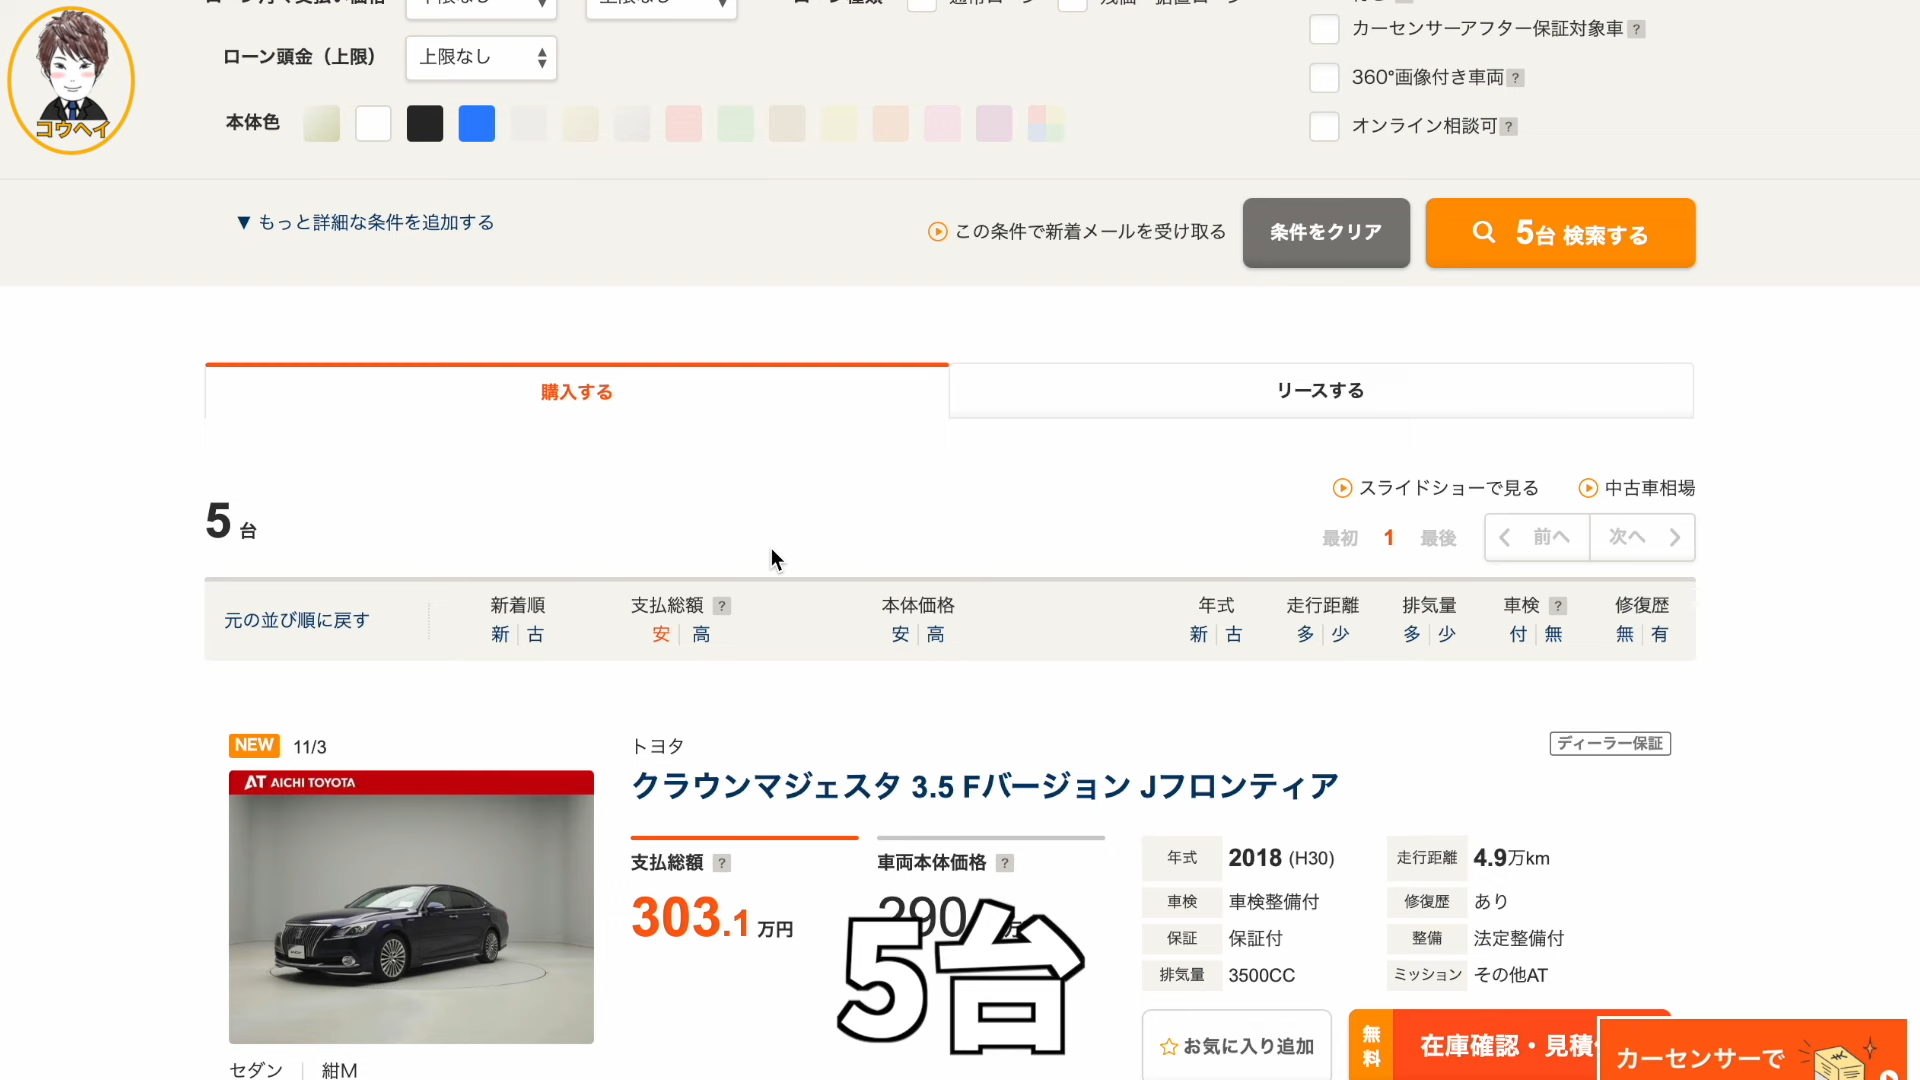 カーセンサーアフター保証対象車 ?
ローン頭金（上限） 上限なし
360°画像付き車両 ?
コウヘイ
本体色
オンライン相談可 ?
▼ もっと詳細な条件を追加する
この条件で新着メールを受け取る
条件をクリア
5台 検索する
購入する
リースする
スライドショーで見る 中古車相場
5 台
最初 1 最後 前へ 次へ
元の並び順に戻す
新着順 支払総額 ? 本体価格 年式 走行距離 排気量 車検 ? 修復歴
新 古 安 高 安 高 新 古 多 少 多 少 付 無 無 有
NEW 11/3
トヨタ
ディーラー保証
AT AICHI TOYOTA
クラウンマジェスタ 3.5 Fバージョン Jフロンティア
支払総額 ? 車両本体価格 ?
303.1 万円 290 万
5台
年式 2018 (H30) 走行距離 4.9万km
車検 車検整備付 修復歴 あり
保証 保証付 整備 法定整備付
排気量 3500CC ミッション その他AT
お気に入り追加
無料
在庫確認・見積
カーセンサーで
セダン 紺M